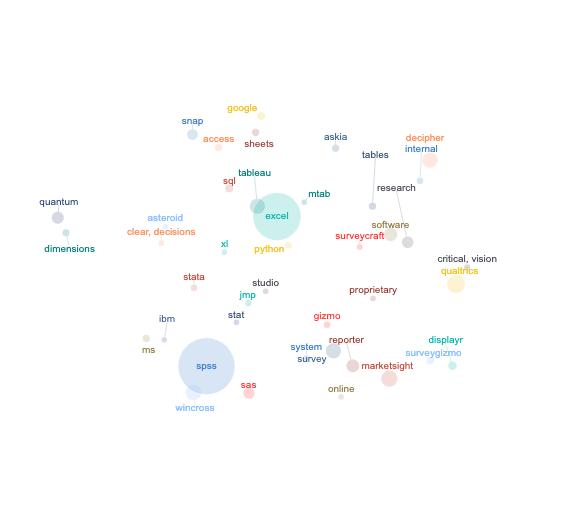 google
snap
access
sheets
askia
decipher
internal
tables
tableau
sql
research
mtab
quantum
asteroid
excel
clear, decisions
software
surveycraft
dimensions
xl
python
critical, vision
qualtrics
stata
studio
jmp
proprietary
ibm
stat
gizmo
reporter
displayr
ms
system
survey
surveygizmo
spss
marketsight
sas
online
wincross